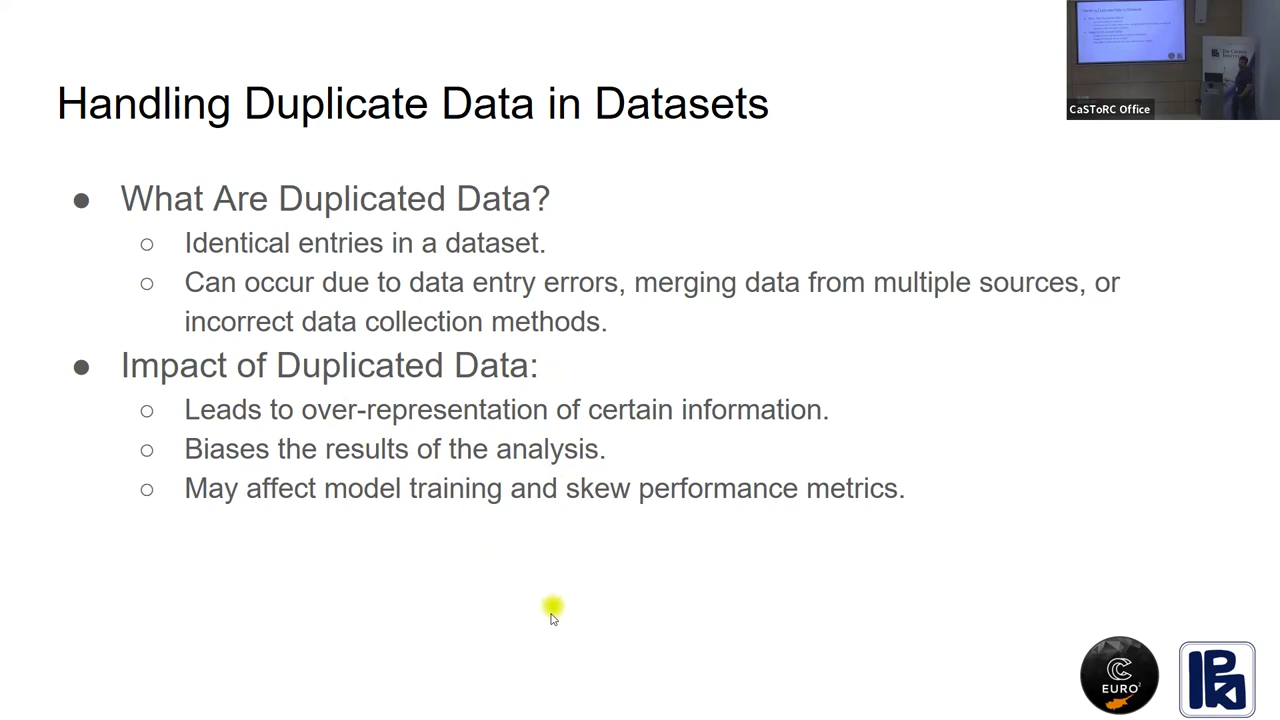 Handling Duplicate Data in Datasets
CaSToRC Office
● What Are Duplicated Data?
○ Identical entries in a dataset.
○ Can occur due to data entry errors, merging data from multiple sources, or
incorrect data collection methods.
● Impact of Duplicated Data:
○ Leads to over-representation of certain information.
○ Biases the results of the analysis.
○ May affect model training and skew performance metrics.
C
EURO²